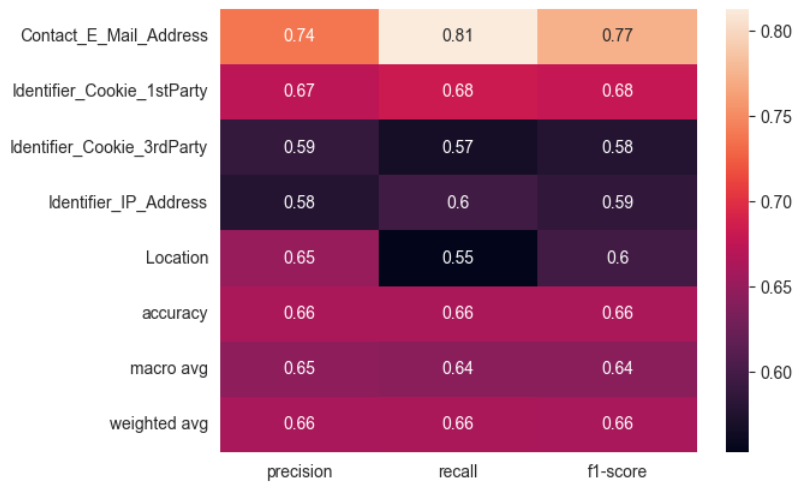 Contact_E_Mail_Address 0.74 0.81 0.77
Identifier_Cookie_1stParty 0.67 0.68 0.68
Identifier_Cookie_3rdParty 0.59 0.57 0.58
Identifier_IP_Address 0.58 0.6 0.59
Location 0.65 0.55 0.6
accuracy 0.66 0.66 0.66
macro avg 0.65 0.64 0.64
weighted avg 0.66 0.66 0.66
precision recall f1-score
0.80
0.75
0.70
0.65
0.60